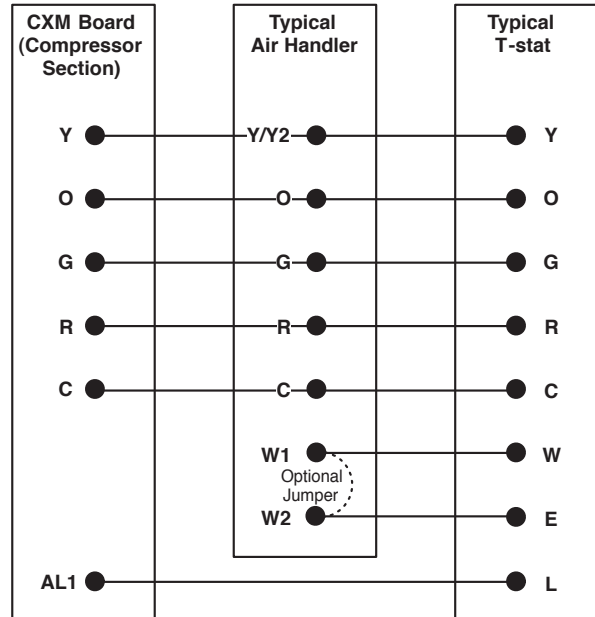 CXM Board
(Compressor
Section)
Typical
Air Handler
Typical
T-stat
Y Y/Y2 Y
O O O
G G G
R R R
C C C
W1 W
Optional
Jumper
W2 E
AL1 L